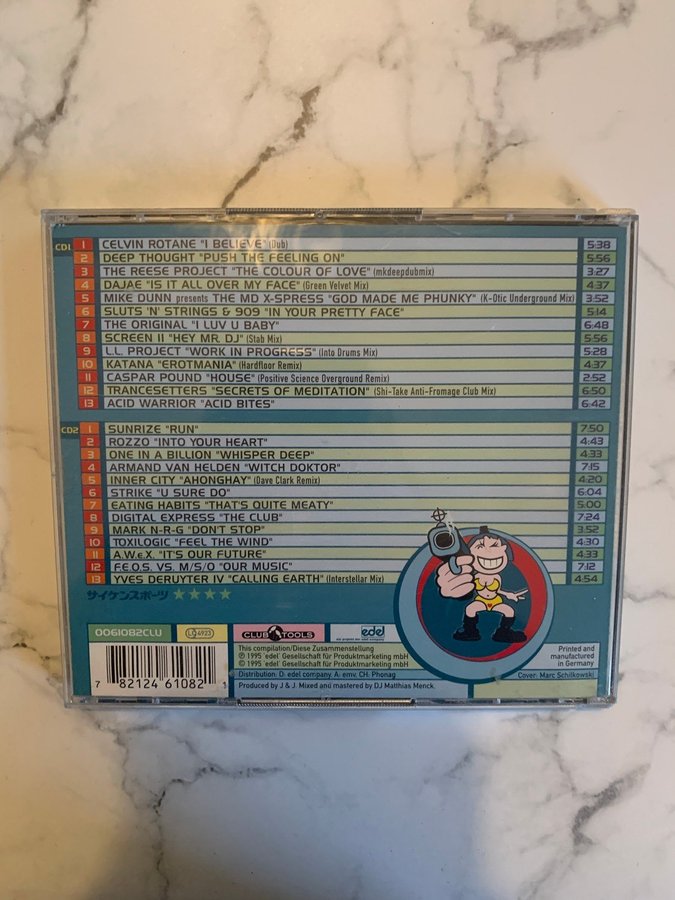 CD1 1 CELVIN ROTANE "I BELIEVE" (Dub) 5:38
2 DEEP THOUGHT "PUSH THE FEELING ON" 5:56
3 THE REESE PROJECT "THE COLOUR OF LOVE" (mkdeepdubmix) 3:27
4 DAJAE "IS IT ALL OVER MY FACE" (Green Velvet Mix) 4:37
5 MIKE DUNN presents THE MD X-SPRESS "GOD MADE ME PHUNKY" (K-Otic Underground Mix) 3:52
6 SLUTS 'N' STRINGS & 909 "IN YOUR PRETTY FACE" 5:14
7 THE ORIGINAL "I LUV U BABY" 6:48
8 SCREEN II "HEY MR. DJ" (Stab Mix) 5:56
9 L.L. PROJECT "WORK IN PROGRESS" (Into Drums Mix) 5:28
10 KATANA "EROTMANIA" (Hardfloor Remix) 4:37
11 CASPAR POUND "HOUSE" (Positive Science Overground Remix) 2:52
12 TRANCESETTERS "SECRETS OF MEDITATION" (Shi-Take Anti-Fromage Club Mix) 6:50
13 ACID WARRIOR "ACID BITES" 6:42
CD2 1 SUNRIZE "RUN" 7:50
2 ROZZO "INTO YOUR HEART" 4:43
3 ONE IN A BILLION "WHISPER DEEP" 4:33
4 ARMAND VAN HELDEN "WITCH DOKTOR" 7:15
5 INNER CITY "AHONGHAY" (Dave Clark Remix) 4:20
6 STRIKE "U SURE DO" 6:04
7 EATING HABITS "THAT'S QUITE MEATY" 5:00
8 DIGITAL EXPRESS "THE CLUB" 7:24
9 MARK N-R-G "DON'T STOP" 3:52
10 TOXILOGIC "FEEL THE WIND" 4:30
11 A.W.eX "IT'S OUR FUTURE" 4:33
12 F.E.O.S. VS. M/S/O "OUR MUSIC" 7:12
13 YVES DERUYTER IV "CALLING EARTH" (Interstellar Mix) 4:54
サイケンスポーツ ★★★★
0061082CLU LC 4923 CLUB TOOLS edel
This compilation/Diese Zusammenstellung
℗ 1995 'edel' Gesellschaft für Produktmarketing mbH
© 1995 'edel' Gesellschaft für Produktmarketing mbH
Distribution: D: edel company. A: emv. CH: Phonag
Produced by J & J. Mixed and mastered by DJ Matthias Menck.
7 82124 61082 1
Printed and
manufactured
in Germany
Cover: Marc Schilkowski